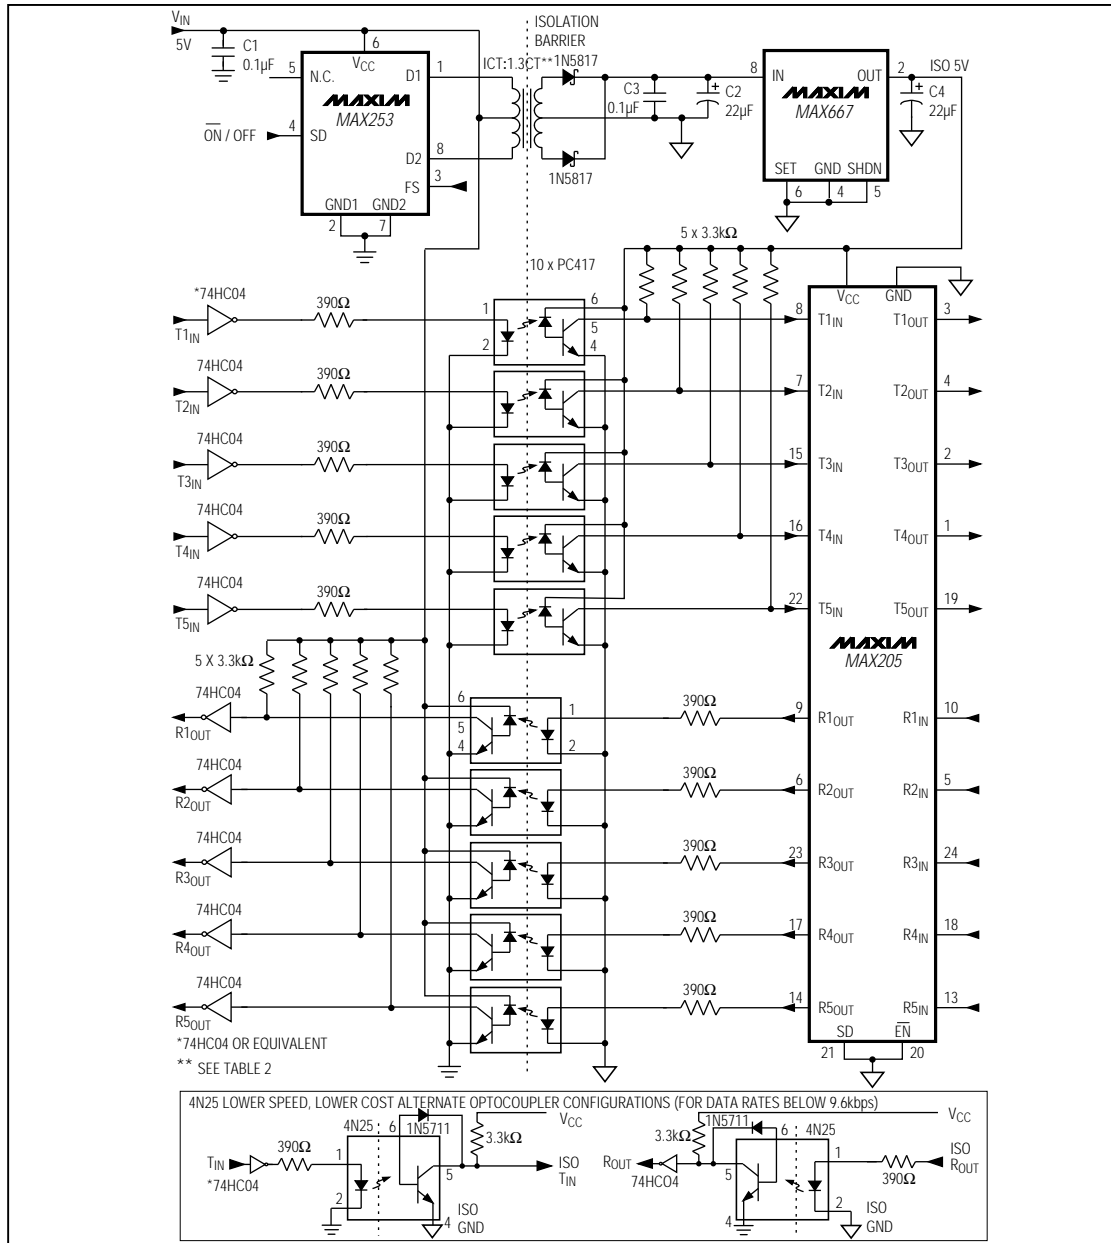 VIN
5V
C1
0.1µF
5
N.C.
6
VCC
D1
1
MAXIM
MAX253
ON / OFF
4
SD
D2
8
FS
3
GND1
GND2
2
7
ISOLATION
BARRIER
ICT:1.3CT**
1N5817
1N5817
C3
0.1µF
C2
22µF
8
IN
OUT
2
ISO 5V
MAXIM
MAX667
C4
22µF
SET
GND
SHDN
6
4
5
5 x 3.3kΩ
10 x PC417
*74HC04
390Ω
T1IN
1
2
6
5
4
8
T1IN
VCC
GND
T1OUT
3
74HC04
390Ω
T2IN
7
T2IN
T2OUT
4
74HC04
390Ω
T3IN
15
T3IN
T3OUT
2
74HC04
390Ω
T4IN
16
T4IN
T4OUT
1
74HC04
390Ω
T5IN
22
T5IN
T5OUT
19
MAXIM
MAX205
5 X 3.3kΩ
74HC04
R1OUT
6
5
4
1
2
390Ω
9
R1OUT
R1IN
10
74HC04
R2OUT
390Ω
6
R2OUT
R2IN
5
74HC04
R3OUT
390Ω
23
R3OUT
R3IN
24
74HC04
R4OUT
390Ω
17
R4OUT
R4IN
18
74HC04
R5OUT
390Ω
14
R5OUT
R5IN
13
SD
EN
21
20
*74HC04 OR EQUIVALENT
** SEE TABLE 2
4N25 LOWER SPEED, LOWER COST ALTERNATE OPTOCOUPLER CONFIGURATIONS (FOR DATA RATES BELOW 9.6kbps)
TIN
*74HC04
390Ω
4N25
1
2
6
1N5711
5
4
3.3kΩ
VCC
ISO
TIN
ISO
GND
ROUT
74HCO4
3.3kΩ
1N5711
6
5
4
4N25
1
2
VCC
390Ω
ISO
ROUT
ISO
GND